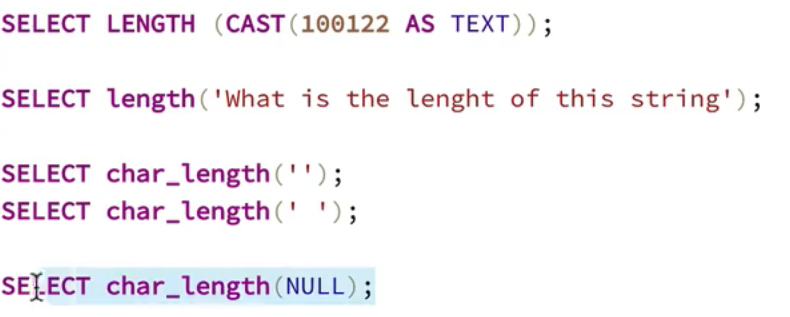 SELECT LENGTH (CAST(100122 AS TEXT));
SELECT length('What is the lenght of this string');
SELECT char_length('');
SELECT char_length(' ');
SELECT char_length(NULL);